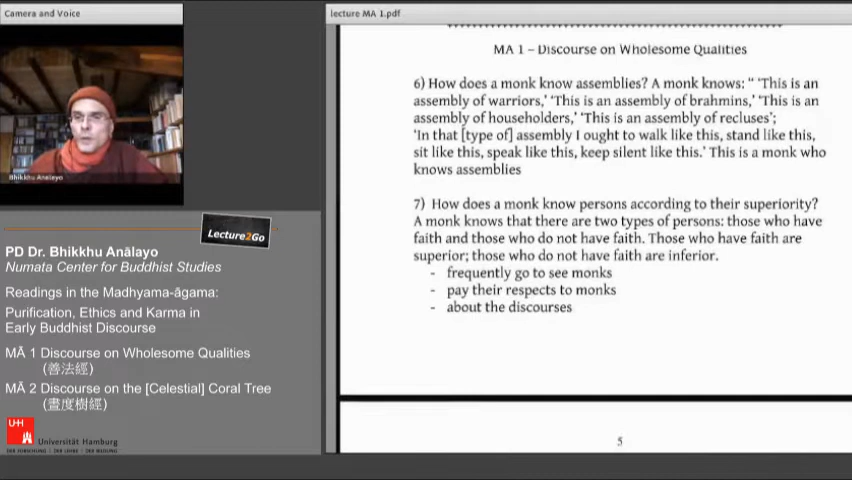 Camera and Voice
Bhikkhu Analayo
Lecture2Go
PD Dr. Bhikkhu Anālayo
Numata Center for Buddhist Studies
Readings in the Madhyama-āgama:
Purification, Ethics and Karma in
Early Buddhist Discourse
MĀ 1 Discourse on Wholesome Qualities
(善法經)
MĀ 2 Discourse on the [Celestial] Coral Tree
(晝度樹經)
UH
Universität Hamburg
DER FORSCHUNG | DER LEHRE | DER BILDUNG
lecture MA 1.pdf
MA 1 – Discourse on Wholesome Qualities
6) How does a monk know assemblies? A monk knows: “ ‘This is an
assembly of warriors,’ ‘This is an assembly of brahmins,’ ‘This is an
assembly of householders,’ ‘This is an assembly of recluses’;
‘In that [type of] assembly I ought to walk like this, stand like this,
sit like this, speak like this, keep silent like this.’ This is a monk who
knows assemblies
7) How does a monk know persons according to their superiority?
A monk knows that there are two types of persons: those who have
faith and those who do not have faith. Those who have faith are
superior; those who do not have faith are inferior.
- frequently go to see monks
- pay their respects to monks
- about the discourses
5